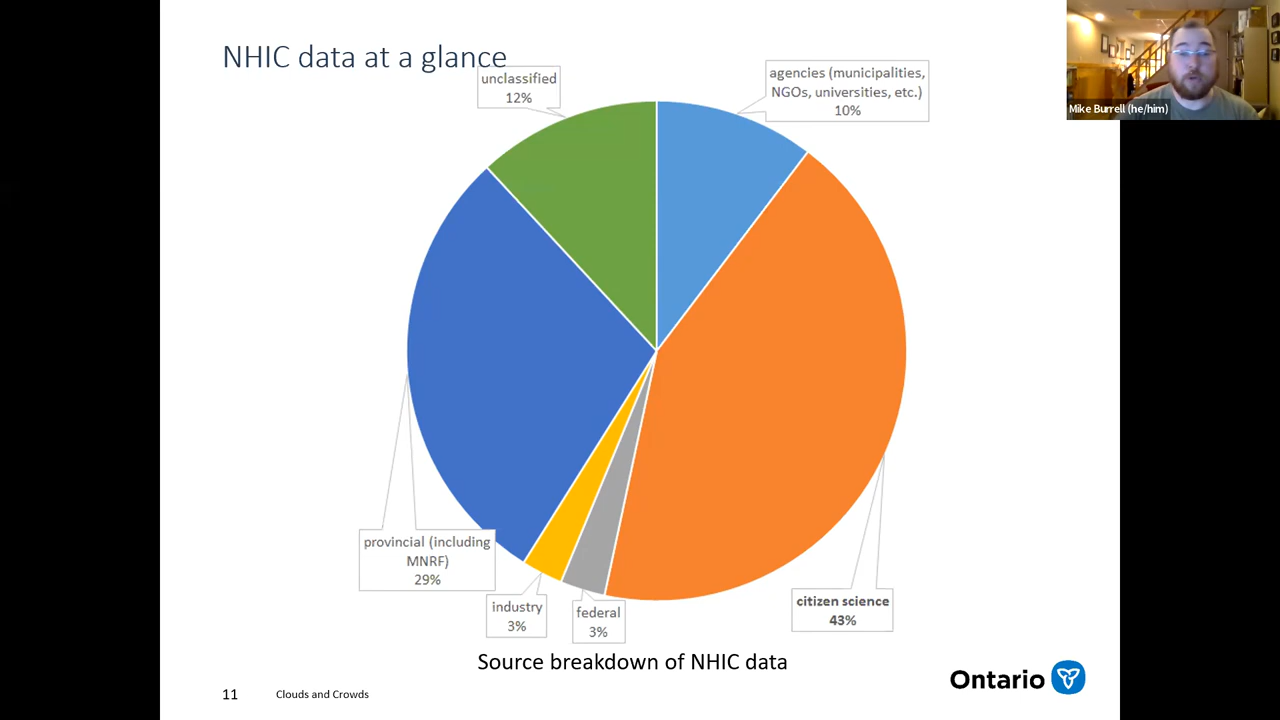 NHIC data at a glance
unclassified
12%
agencies (municipalities,
NGOs, universities, etc.)
10%
Mike Burrell (he/him)
provincial (including
MNRF)
29%
industry
3%
federal
3%
citizen science
43%
Source breakdown of NHIC data
11
Clouds and Crowds
Ontario